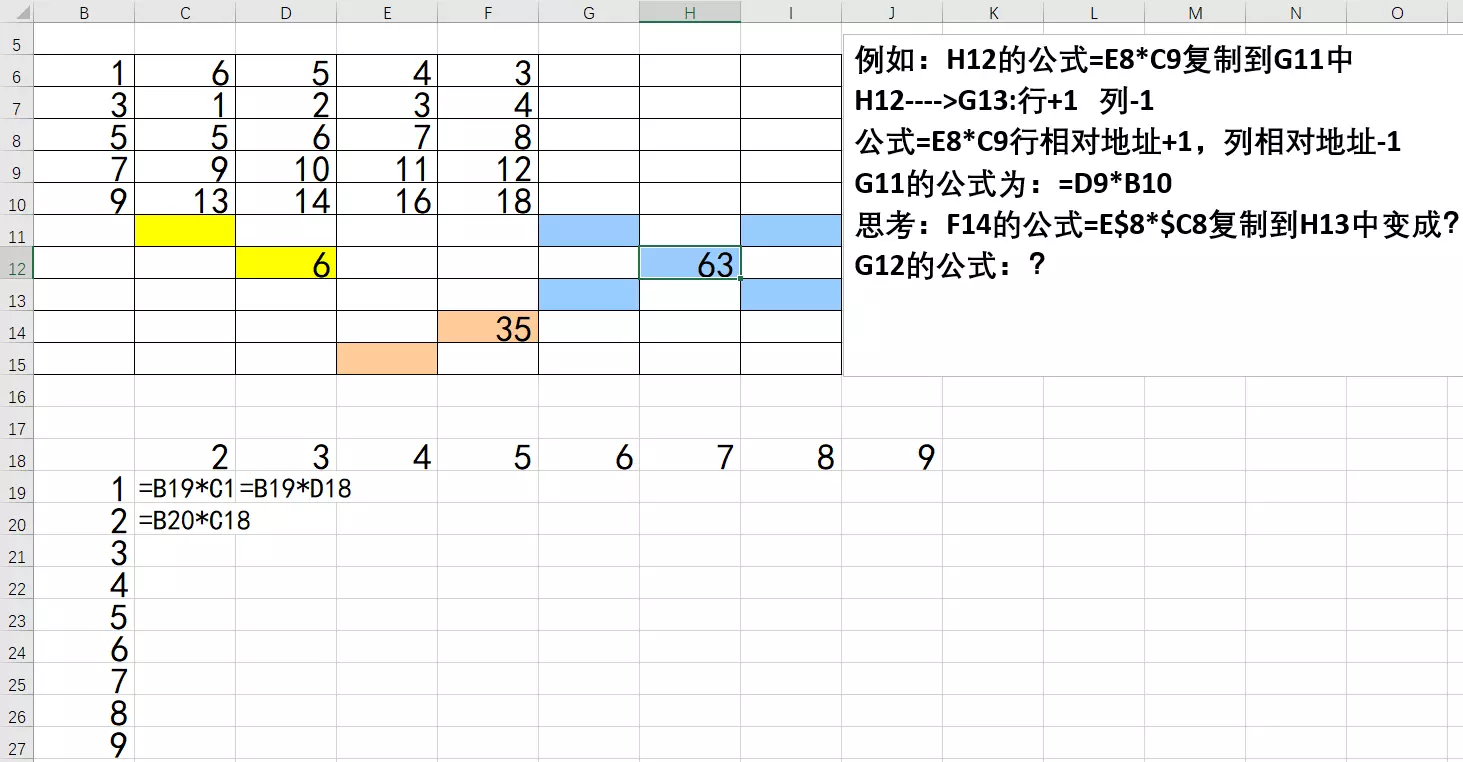 B C D E F G H I J K L M N O
5
6 1 6 5 4 3
7 3 1 2 3 4
8 5 5 6 7 8
9 7 9 10 11 12
10 9 13 14 16 18
11
12 6 63
13
14 35
15
16
17
18 2 3 4 5 6 7 8 9
19 1 =B19*C1 =B19*D18
20 2 =B20*C18
21 3
22 4
23 5
24 6
25 7
26 8
27 9
例如：H12的公式=E8*C9复制到G11中
H12---->G13:行+1 列-1
公式=E8*C9行相对地址+1，列相对地址-1
G11的公式为：=D9*B10
思考：F14的公式=E$8*$C8复制到H13中变成？
G12的公式：？